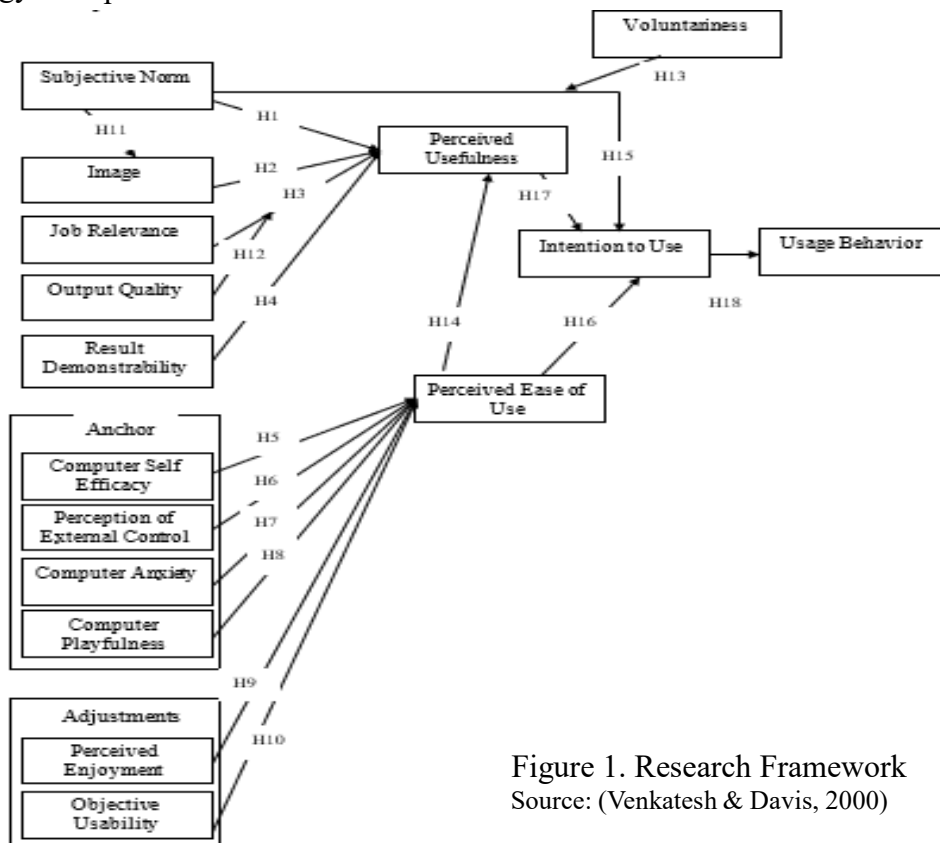 Voluntariness
H13
Subjective Norm
H1
H11
Perceived
Usefulness
H15
Image
H2
H3
H17
Job Relevance
H12
Intention to Use
Usage Behavior
Output Quality
H4
H18
Result
Demonstrability
H14
H16
Perceived Ease of
Use
Anchor
H5
Computer Self
Efficacy
H6
Perception of
External Control
H7
H8
Computer Anxiety
Computer
Playfulness
H9
Adjustments
H10
Perceived
Enjoyment
Objective
Usability
Figure 1. Research Framework
Source: (Venkatesh & Davis, 2000)